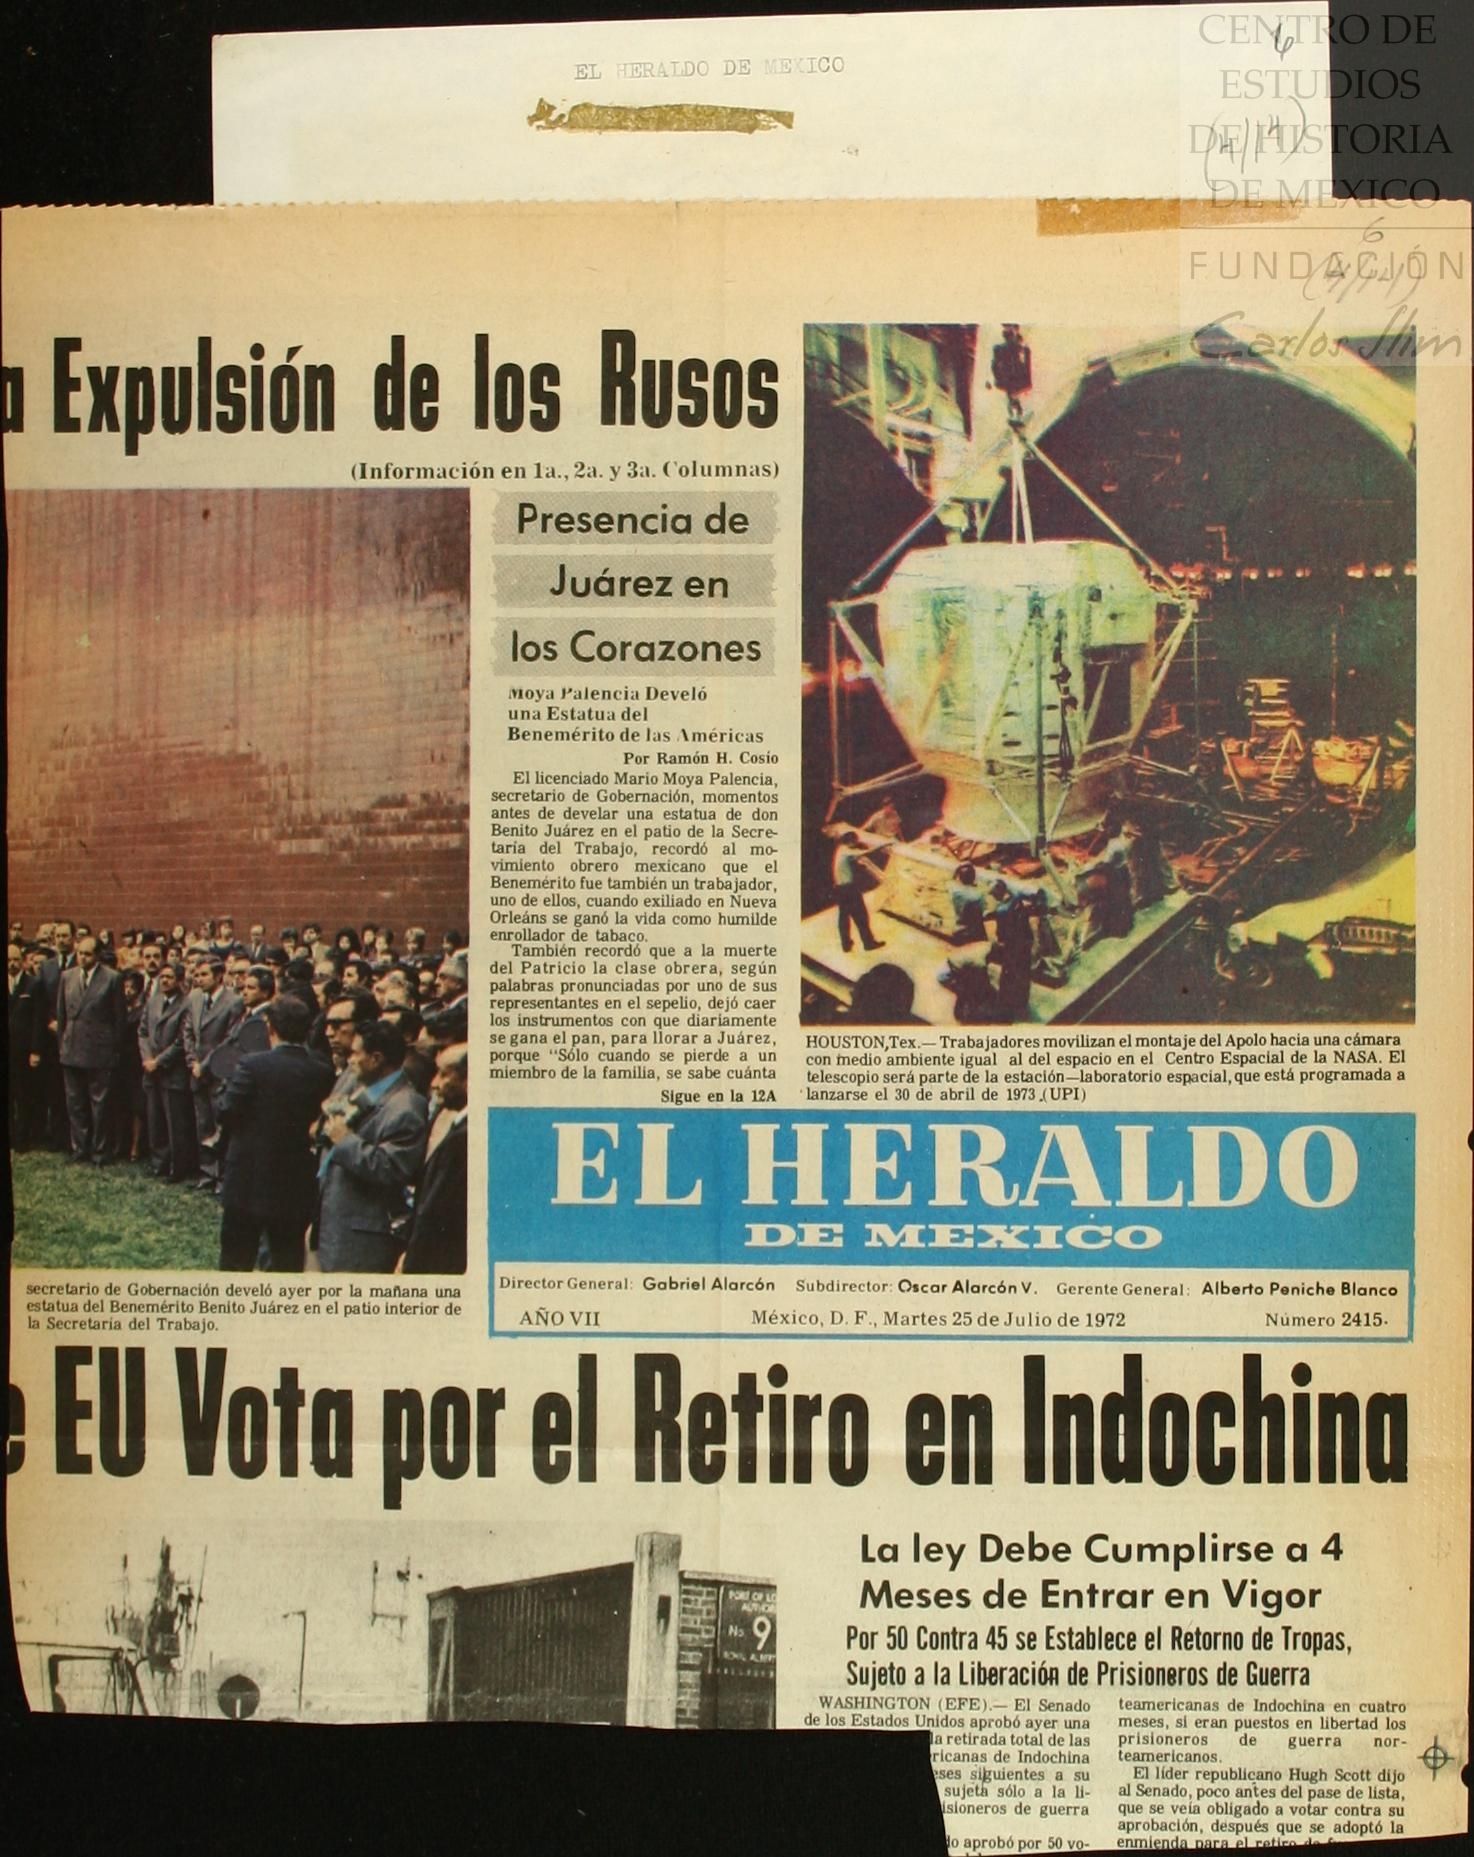 EL HERALDO DE MEXICO
CENTRO DE
ESTUDIOS
DE HISTORIA
DE MEXICO
FUNDACIÓN
Carlos Slim
6
(4/14)
6
Expulsión de los Rusos
(Información en 1a., 2a. y 3a. Columnas)
Presencia de
Juárez en
los Corazones
Moya Palencia Develó
una Estatua del
Benemérito de las Américas
Por Ramón H. Cosío
El licenciado Mario Moya Palencia,
secretario de Gobernación, momentos
antes de develar una estatua de don
Benito Juárez en el patio de la Secre-
taría del Trabajo, recordó al mo-
vimiento obrero mexicano que el
Benemérito fue también un trabajador,
uno de ellos, cuando exiliado en Nueva
Orleáns se ganó la vida como humilde
enrollador de tabaco.
También recordó que a la muerte
del Patricio la clase obrera, según
palabras pronunciadas por uno de sus
representantes en el sepelio, dejó caer
los instrumentos con que diariamente
se gana el pan, para llorar a Juárez,
porque "Sólo cuando se pierde a un
miembro de la familia, se sabe cuánta
Sigue en la 12A
HOUSTON,Tex.— Trabajadores movilizan el montaje del Apolo hacia una cámara
con medio ambiente igual al del espacio en el Centro Espacial de la NASA. El
telescopio será parte de la estación—laboratorio espacial, que está programada a
lanzarse el 30 de abril de 1973.(UPI)
EL HERALDO
DE MEXICO
Director General: Gabriel Alarcón Subdirector: Oscar Alarcón V. Gerente General: Alberto Peniche Blanco
AÑO VII México, D. F., Martes 25 de Julio de 1972 Número 2415.
secretario de Gobernación develó ayer por la mañana una
estatua del Benemérito Benito Juárez en el patio interior de
la Secretaría del Trabajo.
EU Vota por el Retiro en Indochina
PORT OF LO
AUTHOR
No. 9
ROYAL ALBER
La ley Debe Cumplirse a 4
Meses de Entrar en Vigor
Por 50 Contra 45 se Establece el Retorno de Tropas,
Sujeto a la Liberación de Prisioneros de Guerra
WASHINGTON (EFE).— El Senado
de los Estados Unidos aprobó ayer una
la retirada total de las
ricanas de Indochina
eses siguientes a su
sujeta sólo a la li-
isioneros de guerra
do aprobó por 50 vo-
teamericanas de Indochina en cuatro
meses, si eran puestos en libertad los
prisioneros de guerra nor-
teamericanos.
El líder republicano Hugh Scott dijo
al Senado, poco antes del pase de lista,
que se veía obligado a votar contra su
aprobación, después que se adoptó la
enmienda para el retiro de